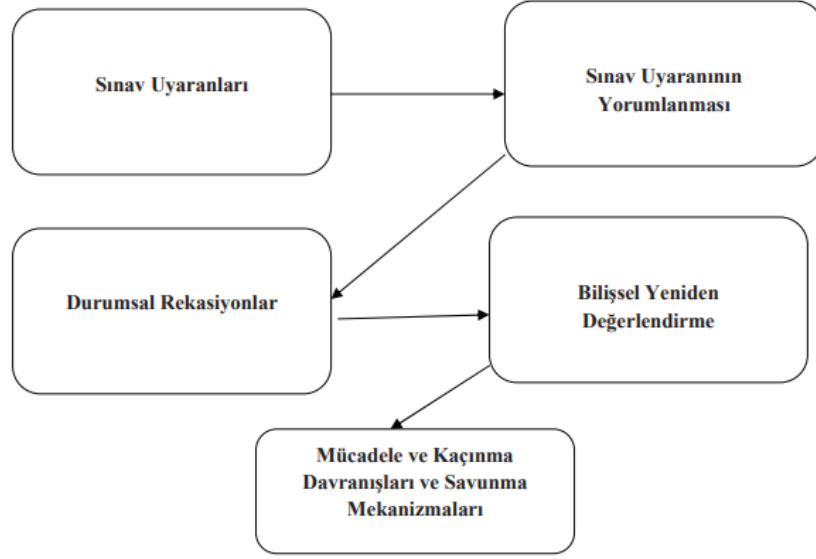 Sınav Uyaranları
Sınav Uyaranının
Yorumlanması
Durumsal Rekasiyonlar
Bilişsel Yeniden
Değerlendirme
Mücadele ve Kaçınma
Davranışları ve Savunma
Mekanizmaları